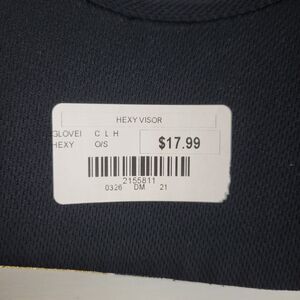 HEXY VISOR
GLOVEI C L H
HEXY O/S
$17.99
2155811
0326 DM 21